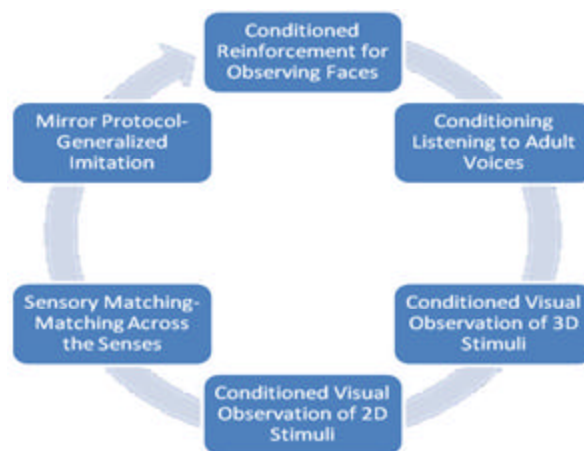 Conditioned
Reinforcement for
Observing Faces
Conditioning
Listening to Adult
Voices
Conditioned Visual
Observation of 3D
Stimuli
Conditioned Visual
Observation of 2D
Stimuli
Sensory Matching-
Matching Across
the Senses
Mirror Protocol-
Generalized
Imitation